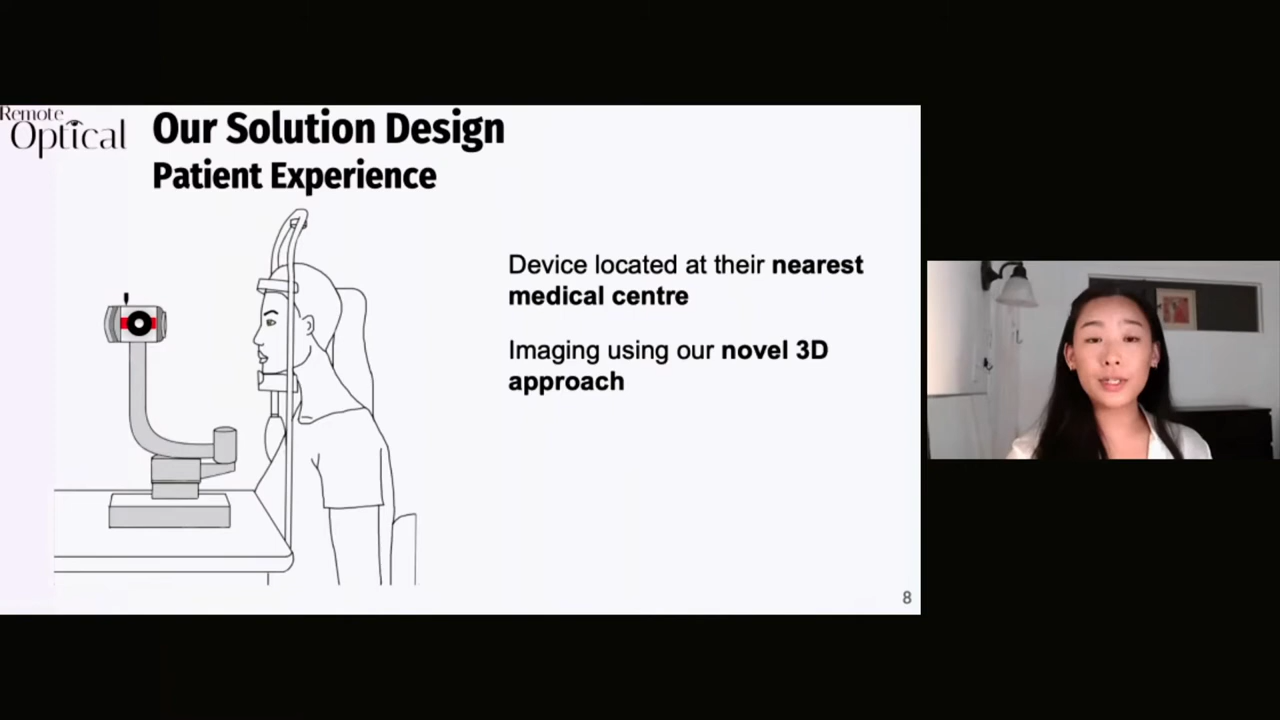 Remote
Optical
Our Solution Design
Patient Experience
Device located at their nearest
medical centre
Imaging using our novel 3D
approach
8